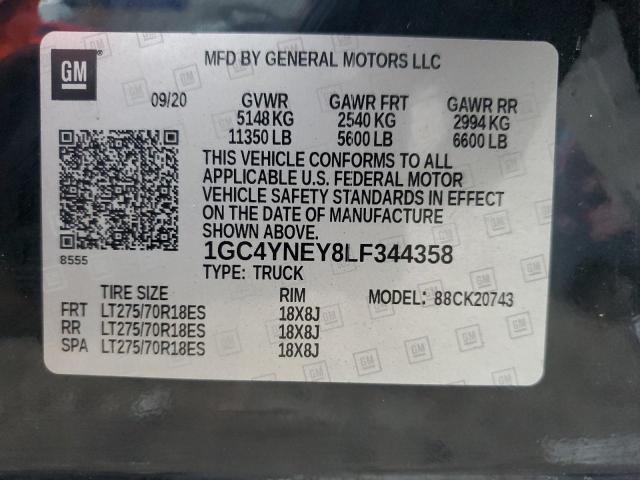 GM
MFD BY GENERAL MOTORS LLC
09/20 GVWR GAWR FRT GAWR RR
5148 KG 2540 KG 2994 KG
11350 LB 5600 LB 6600 LB
THIS VEHICLE CONFORMS TO ALL
APPLICABLE U.S. FEDERAL MOTOR
VEHICLE SAFETY STANDARDS IN EFFECT
ON THE DATE OF MANUFACTURE
SHOWN ABOVE.
8555
1GC4YNEY8LF344358
TYPE: TRUCK
TIRE SIZE RIM MODEL: 88CK20743
FRT LT275/70R18ES 18X8J
RR LT275/70R18ES 18X8J
SPA LT275/70R18ES 18X8J